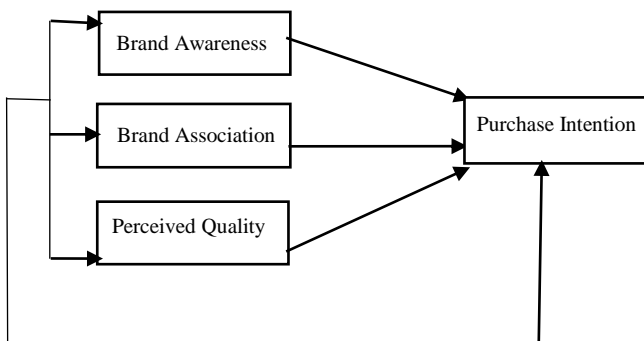 Brand Awareness
Purchase Intention
Brand Association
Perceived Quality